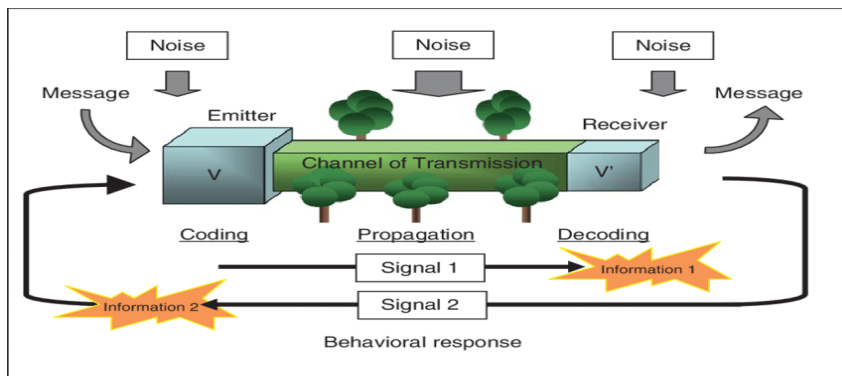 Noise
Noise
Noise
Message
Message
Emitter
Receiver
Channel of Transmission
V
V'
Coding
Propagation
Decoding
Signal 1
Information 1
Information 2
Signal 2
Behavioral response